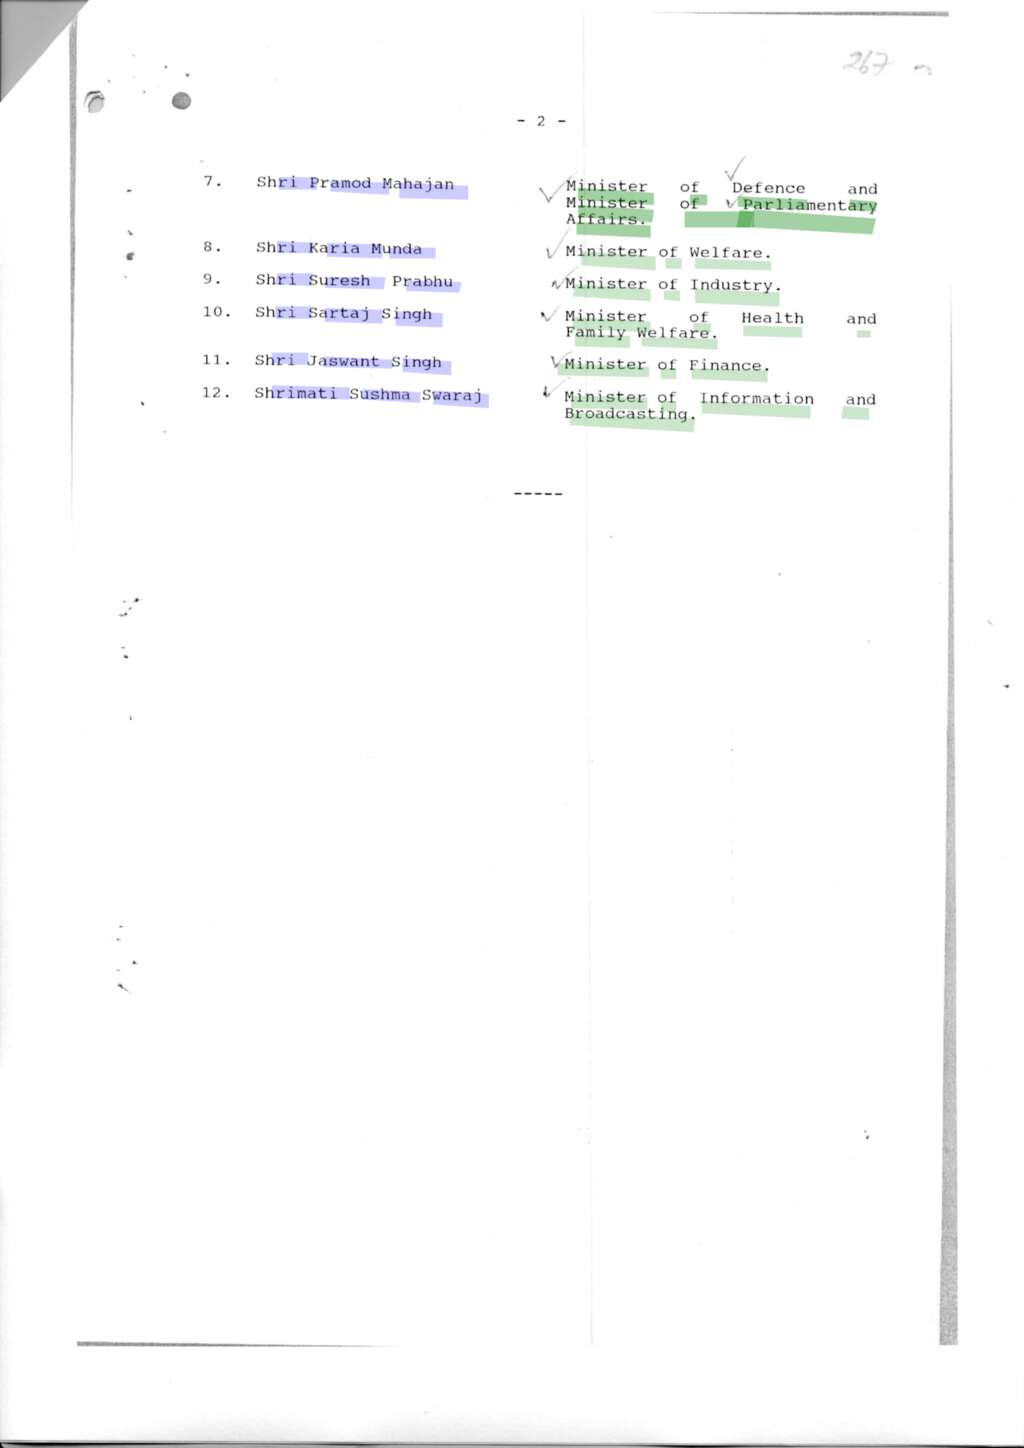 267
- 2 -
7. Shri Pramod Mahajan Minister of Defence and
Minister of Parliamentary
Affairs.
8. Shri Karia Munda Minister of Welfare.
9. Shri Suresh Prabhu Minister of Industry.
10. Shri Sartaj Singh Minister of Health and
Family Welfare.
11. Shri Jaswant Singh Minister of Finance.
12. Shrimati Sushma Swaraj Minister of Information and
Broadcasting.
-----